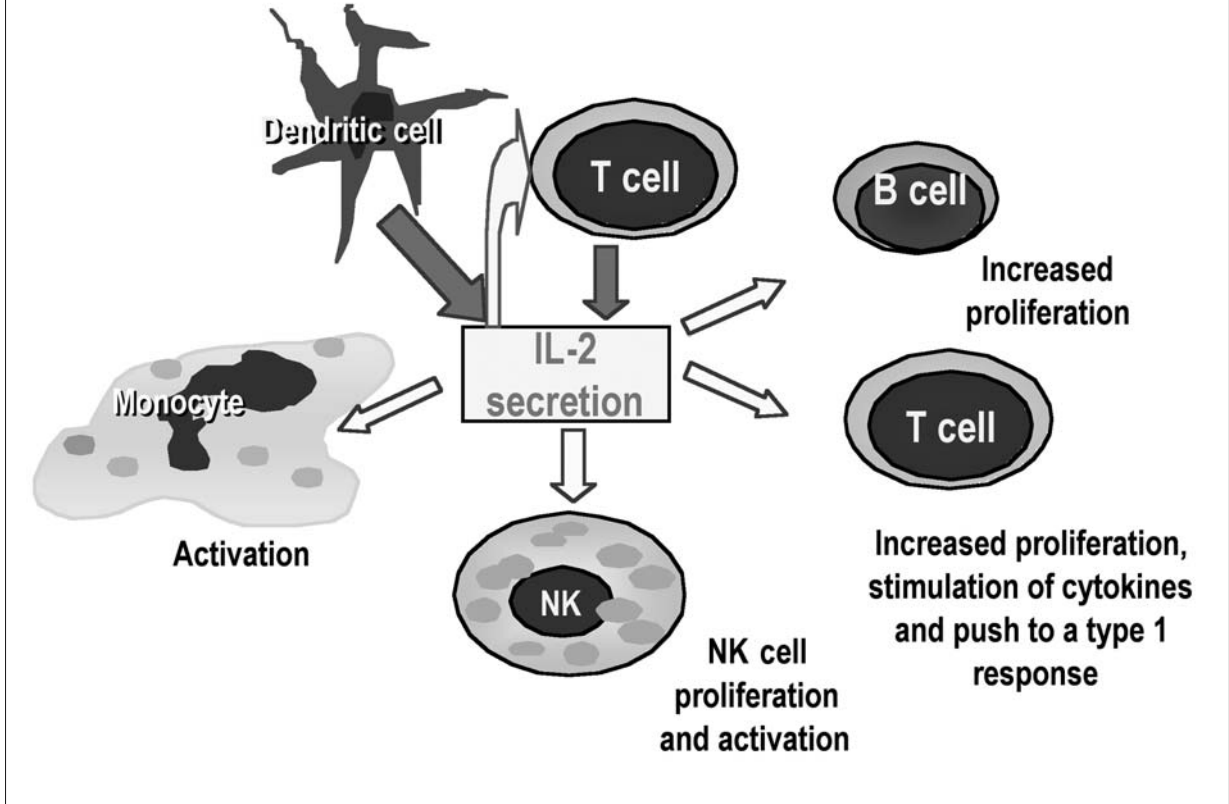 Dendritic cell
T cell
B cell
Increased
proliferation
IL-2
secretion
Monocyte
Activation
T cell
Increased proliferation,
stimulation of cytokines
and push to a type 1
response
NK
NK cell
proliferation
and activation